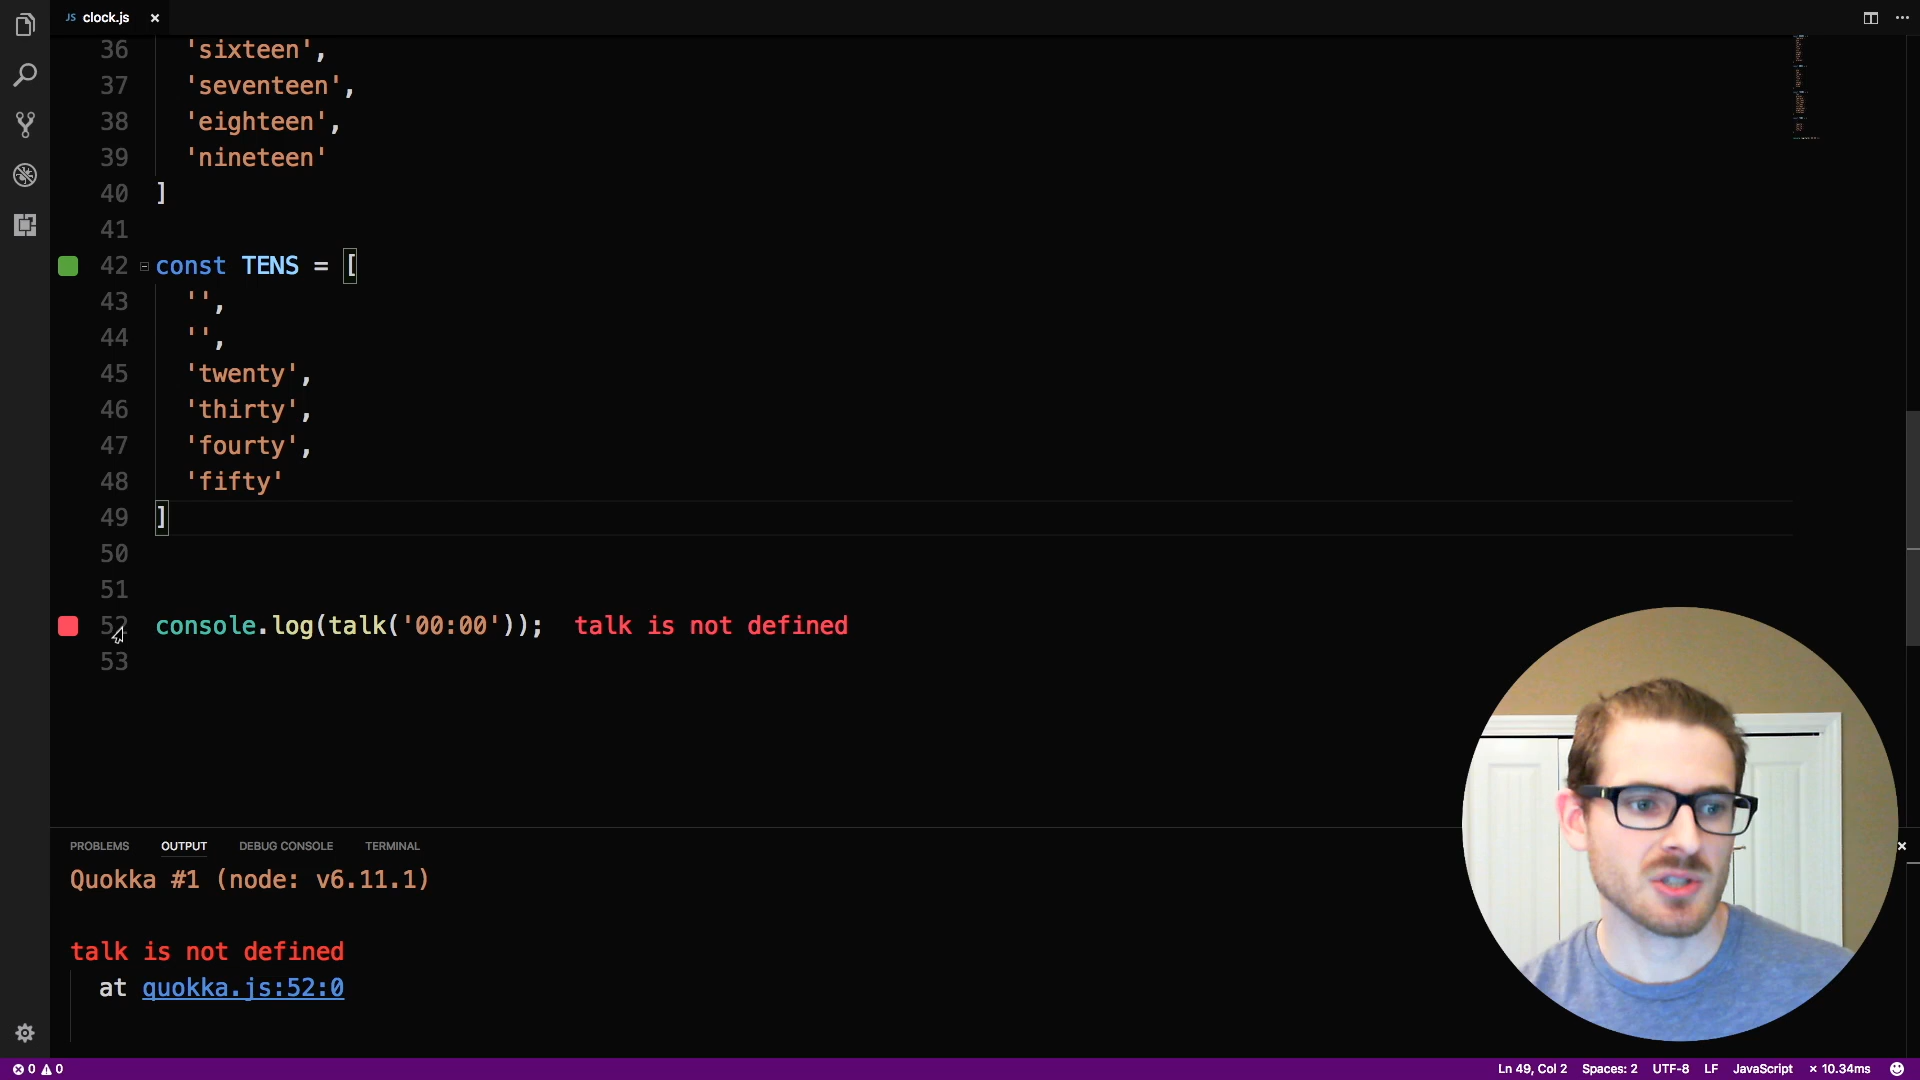 JS clock.js ×
36 'sixteen',
37 'seventeen',
38 'eighteen',
39 'nineteen'
40 ]
41
42 const TENS = [
43 '',
44 '',
45 'twenty',
46 'thirty',
47 'fourty',
48 'fifty'
49 ]
50
51
52 console.log(talk('00:00')); talk is not defined
53
PROBLEMS OUTPUT DEBUG CONSOLE TERMINAL ×
Quokka #1 (node: v6.11.1)
talk is not defined
at quokka.js:52:0
0 0 Ln 49, Col 2 Spaces: 2 UTF-8 LF JavaScript × 10.34ms